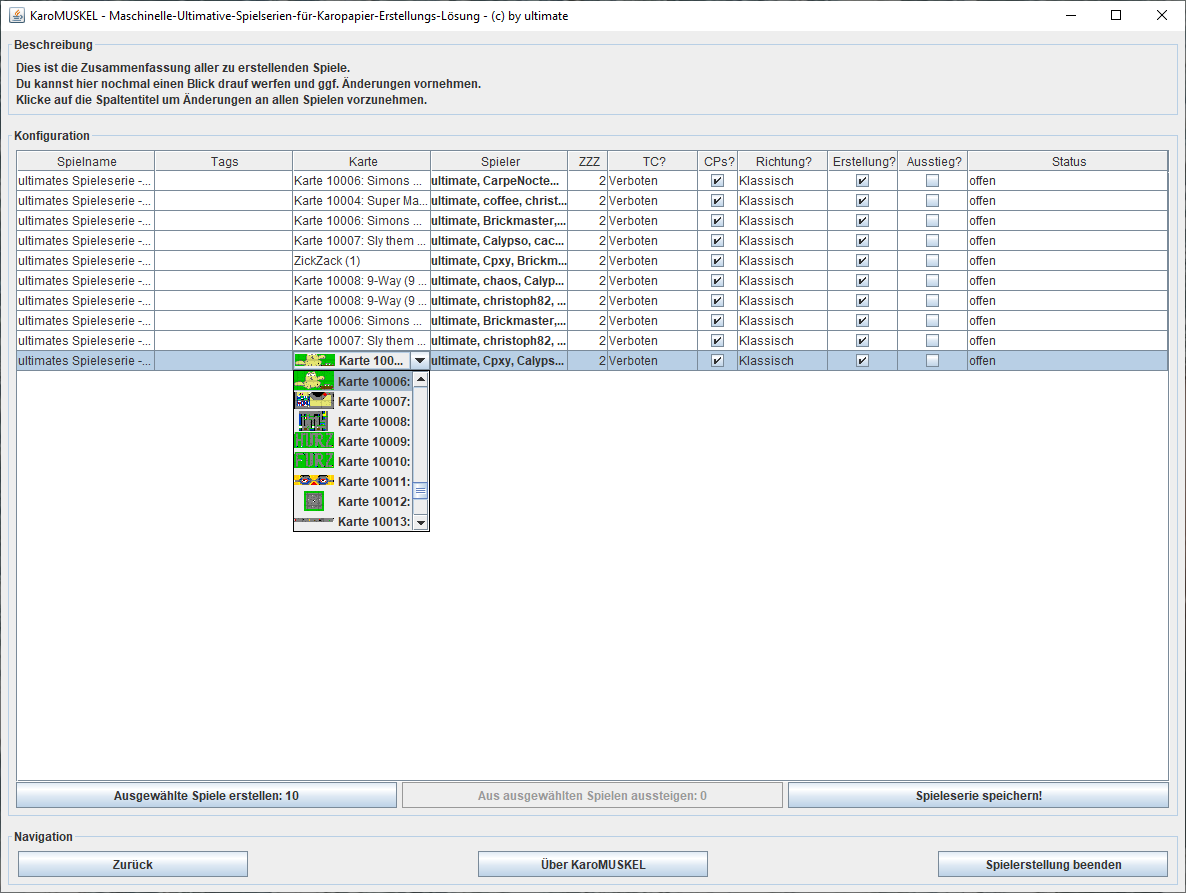 KaroMUSKEL - Maschinelle-Ultimative-Spielserien-für-Karopapier-Erstellungs-Lösung - (c) by ultimate
Beschreibung
Dies ist die Zusammenfassung aller zu erstellenden Spiele.
Du kannst hier nochmal einen Blick drauf werfen und ggf. Änderungen vornehmen.
Klicke auf die Spaltentitel um Änderungen an allen Spielen vorzunehmen.
Konfiguration
Spielname Tags Karte Spieler ZZZ TC? CPs? Richtung? Erstellung? Ausstieg? Status
ultimates Spieleserie -... Karte 10006: Simons ... ultimate, CarpeNocte... 2 Verboten Klassisch offen
ultimates Spieleserie -... Karte 10004: Super Ma... ultimate, coffee, christ... 2 Verboten Klassisch offen
ultimates Spieleserie -... Karte 10006: Simons ... ultimate, Brickmaster,... 2 Verboten Klassisch offen
ultimates Spieleserie -... Karte 10007: Sly them ... ultimate, Calypso, cac... 2 Verboten Klassisch offen
ultimates Spieleserie -... ZickZack (1) ultimate, Cpxy, Brickm... 2 Verboten Klassisch offen
ultimates Spieleserie -... Karte 10008: 9-Way (9 ... ultimate, chaos, Calyp... 2 Verboten Klassisch offen
ultimates Spieleserie -... Karte 10008: 9-Way (9 ... ultimate, christoph82, ... 2 Verboten Klassisch offen
ultimates Spieleserie -... Karte 10006: Simons ... ultimate, Brickmaster,... 2 Verboten Klassisch offen
ultimates Spieleserie -... Karte 10007: Sly them ... ultimate, christoph82, ... 2 Verboten Klassisch offen
ultimates Spieleserie -... Karte 100... ultimate, Cpxy, Calyps... 2 Verboten Klassisch offen
Karte 10006:
Karte 10007:
Karte 10008:
Karte 10009:
Karte 10010:
Karte 10011:
Karte 10012:
Karte 10013:
Ausgewählte Spiele erstellen: 10 Aus ausgewählten Spielen aussteigen: 0 Spieleserie speichern!
Navigation
Zurück Über KaroMUSKEL Spielerstellung beenden